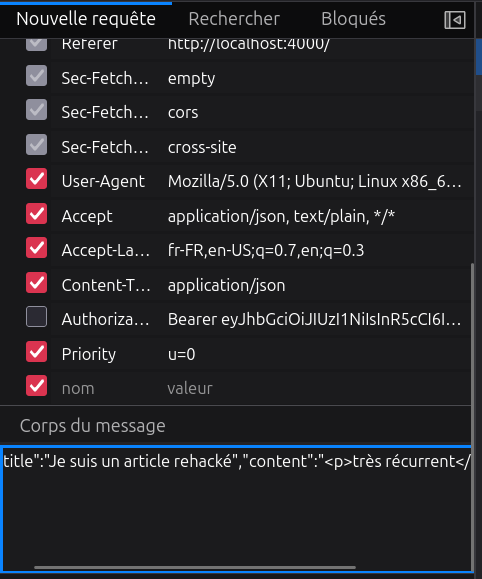 Nouvelle requête Rechercher Bloqués
Referer http://localhost:4000/
Sec-Fetch… empty
Sec-Fetch… cors
Sec-Fetch… cross-site
User-Agent Mozilla/5.0 (X11; Ubuntu; Linux x86_6…
Accept application/json, text/plain, */*
Accept-La… fr-FR,en-US;q=0.7,en;q=0.3
Content-T… application/json
Authoriza… Bearer eyJhbGciOiJIUzI1NiIsInR5cCI6I…
Priority u=0
nom valeur
Corps du message
title":"Je suis un article rehacké","content":"<p>très récurrent</